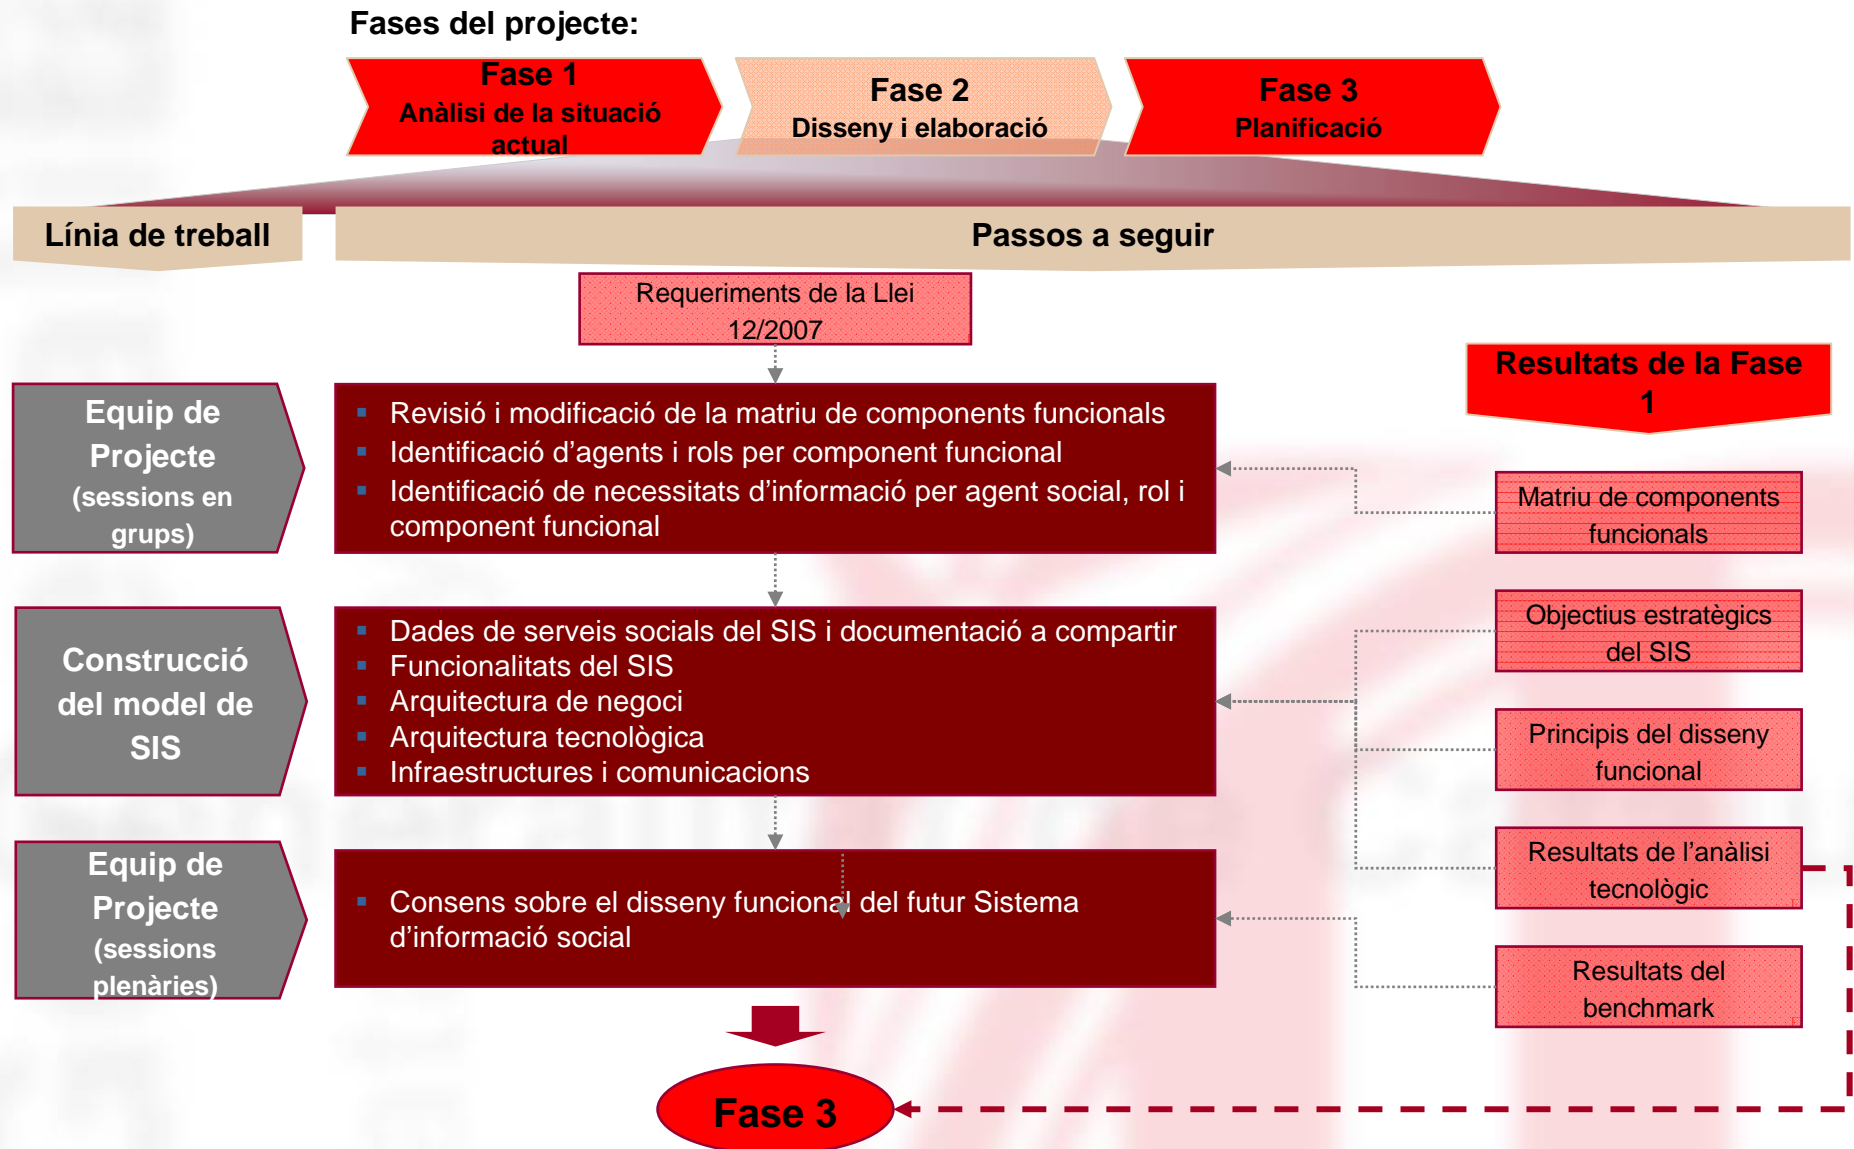 Fases del projecte:
Fase 1
Anàlisi de la situació
actual
Fase 2
Disseny i elaboració
Fase 3
Planificació
Línia de treball
Passos a seguir
Requeriments de la Llei
12/2007
Resultats de la Fase
1
Equip de
Projecte
(sessions en
grups)
▪ Revisió i modificació de la matriu de components funcionals
▪ Identificació d’agents i rols per component funcional
▪ Identificació de necessitats d’informació per agent social, rol i
component funcional
Matriu de components
funcionals
Construcció
del model de
SIS
▪ Dades de serveis socials del SIS i documentació a compartir
▪ Funcionalitats del SIS
▪ Arquitectura de negoci
▪ Arquitectura tecnològica
▪ Infraestructures i comunicacions
Objectius estratègics
del SIS
Principis del disseny
funcional
Equip de
Projecte
(sessions
plenàries)
▪ Consens sobre el disseny funcional del futur Sistema
d’informació social
Resultats de l’anàlisi
tecnològic
Resultats del
benchmark
Fase 3